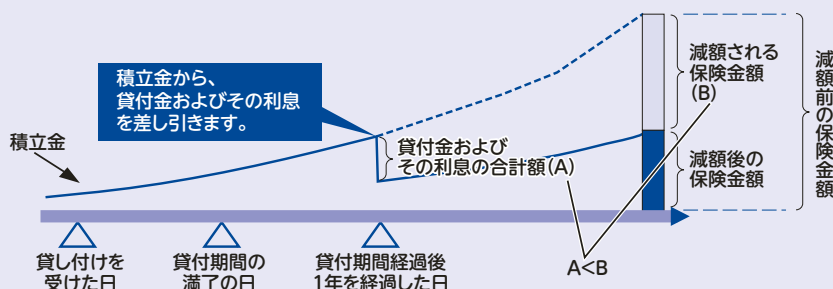 積立金から、
貸付金およびその利息
を差し引きます。
積立金
貸付金および
その利息の合計額(A)
減額される
保険金額
(B)
減額後の
保険金額
減額前の保険金額
貸し付けを
受けた日
貸付期間の
満了の日
貸付期間経過後
1年を経過した日
A<B